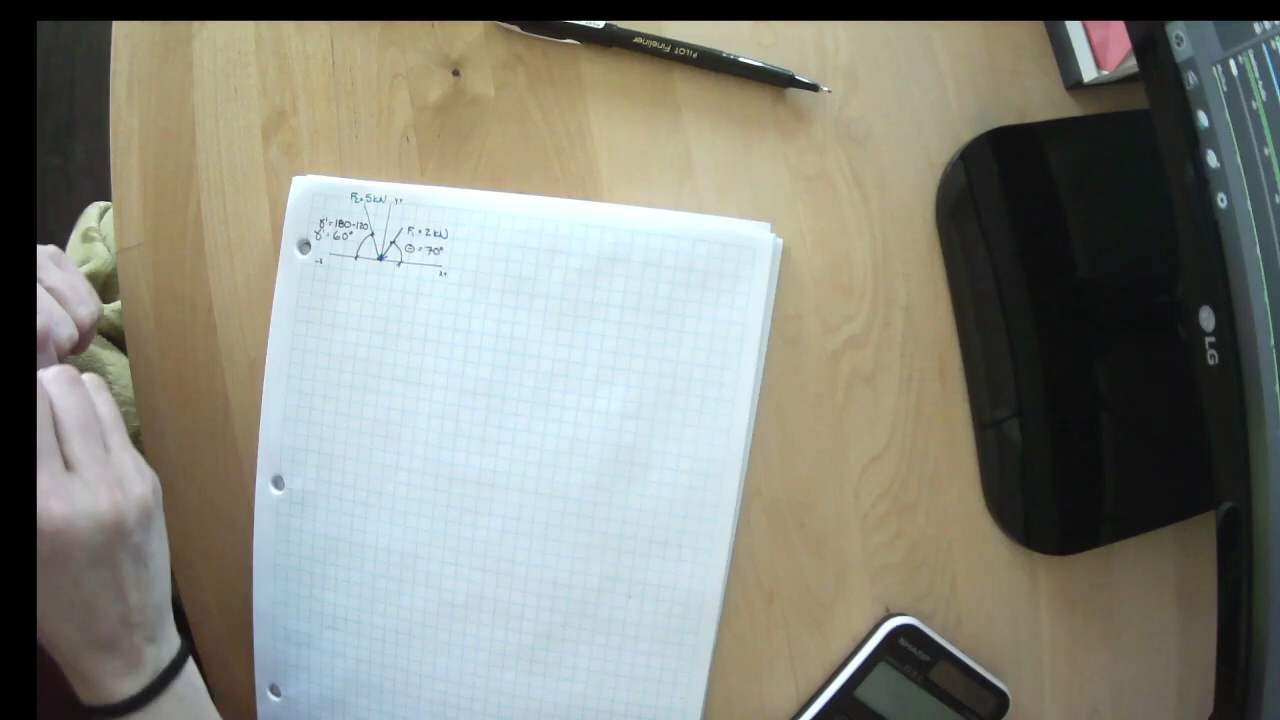 F₂=5kN y+
γ'=180-120
γ'=60°
F₁=2kN
Θ=70°
-x
x+
PILOT Fineliner
LG
SHARP